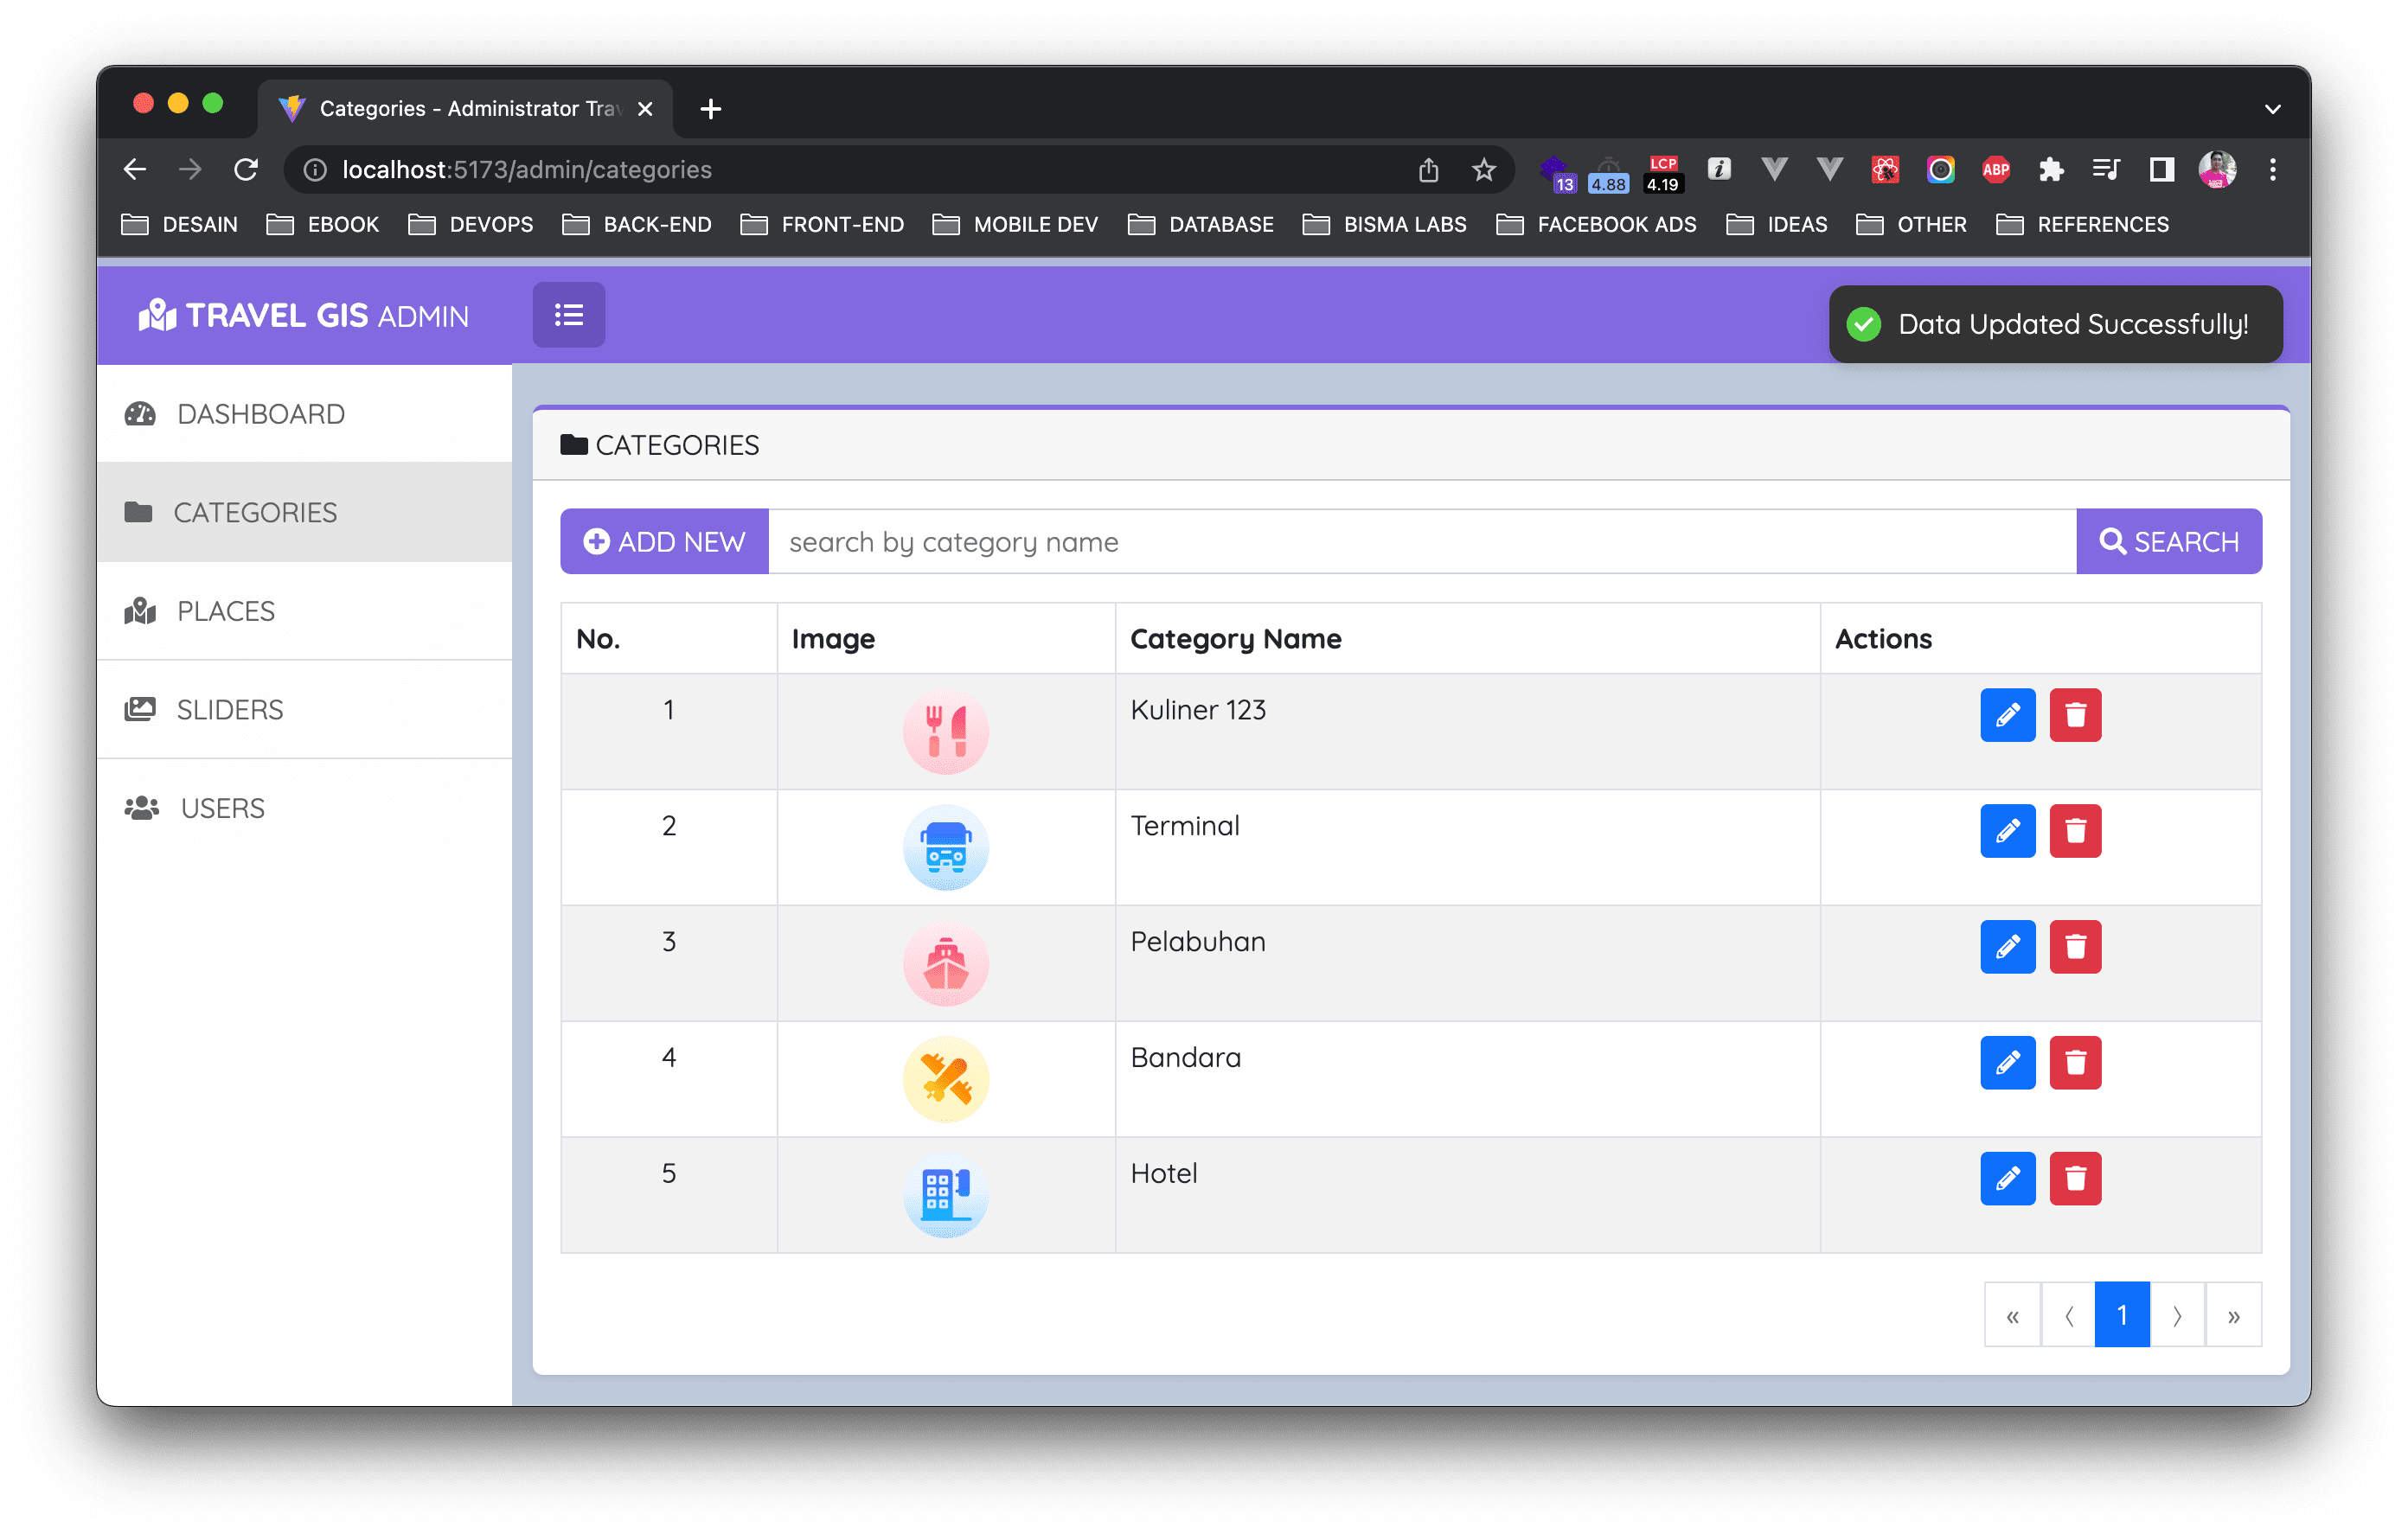 Categories - Administrator Trav
localhost:5173/admin/categories
13
4.88
LCP
4.19
ABP
DESAIN EBOOK DEVOPS BACK-END FRONT-END MOBILE DEV DATABASE BISMA LABS FACEBOOK ADS IDEAS OTHER REFERENCES
TRAVEL GIS ADMIN
Data Updated Successfully!
DASHBOARD
CATEGORIES
PLACES
SLIDERS
USERS
CATEGORIES
ADD NEW search by category name SEARCH
No. Image Category Name Actions
1 Kuliner 123
2 Terminal
3 Pelabuhan
4 Bandara
5 Hotel
« ⟨ 1 ⟩ »